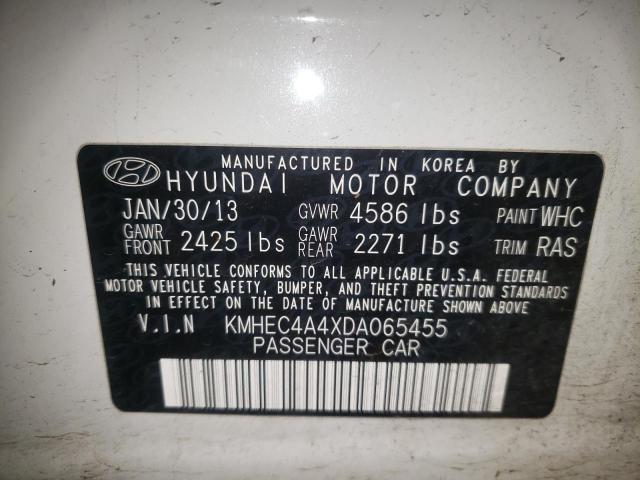 MANUFACTURED IN KOREA BY
HYUNDAI MOTOR COMPANY
JAN/30/13 GVWR 4586 lbs PAINT WHC
GAWR FRONT 2425 lbs GAWR REAR 2271 lbs TRIM RAS
THIS VEHICLE CONFORMS TO ALL APPLICABLE U.S.A. FEDERAL
MOTOR VEHICLE SAFETY, BUMPER, AND THEFT PREVENTION STANDARDS
IN EFFECT ON THE DATE OF MANUFACTURE SHOWN ABOVE.
V.I.N KMHEC4A4XDA065455
PASSENGER CAR